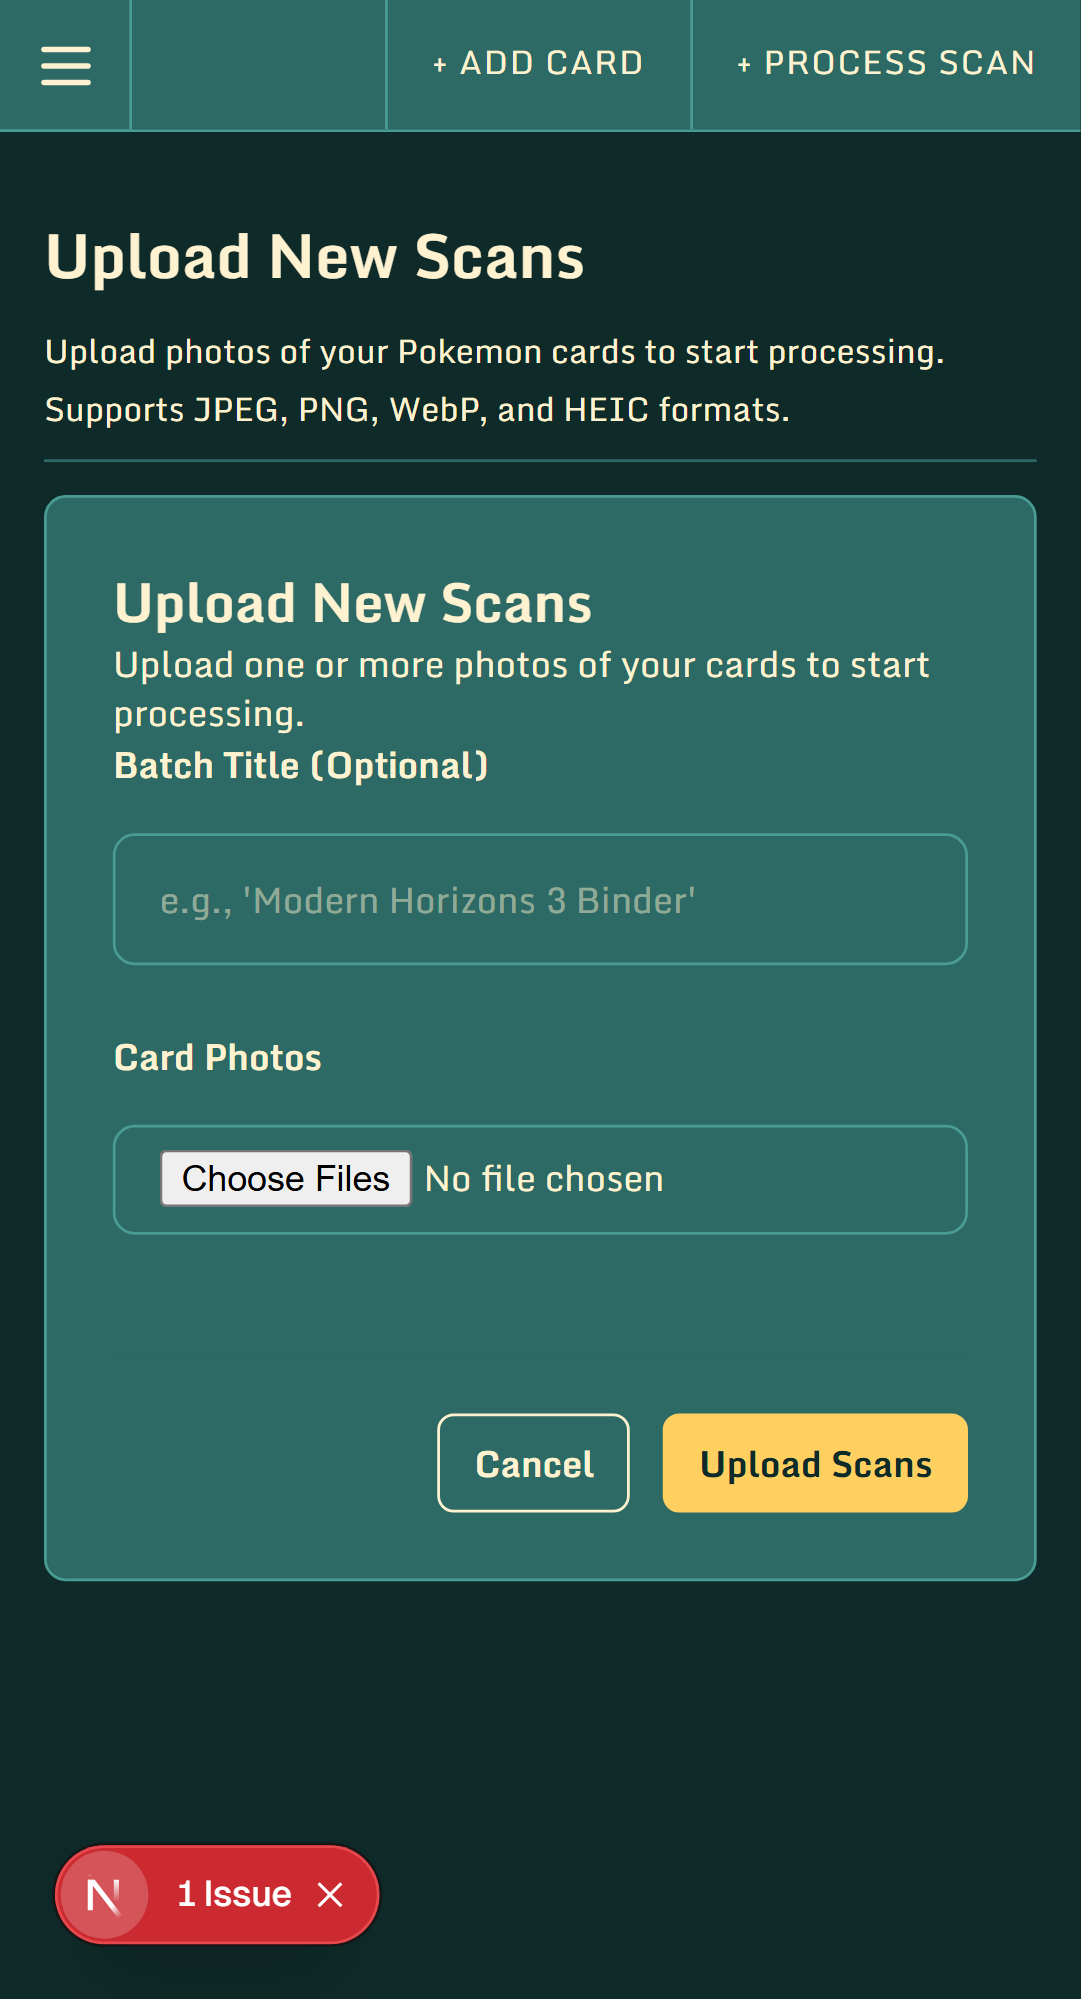 + ADD CARD
+ PROCESS SCAN
Upload New Scans
Upload photos of your Pokemon cards to start processing.
Supports JPEG, PNG, WebP, and HEIC formats.
Upload New Scans
Upload one or more photos of your cards to start
processing.
Batch Title (Optional)
e.g., 'Modern Horizons 3 Binder'
Card Photos
Choose Files No file chosen
Cancel
Upload Scans
N
1 Issue